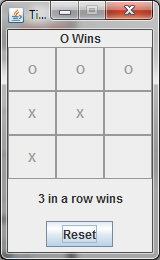 Ti...
O Wins
O O O
X X
X
3 in a row wins
Reset